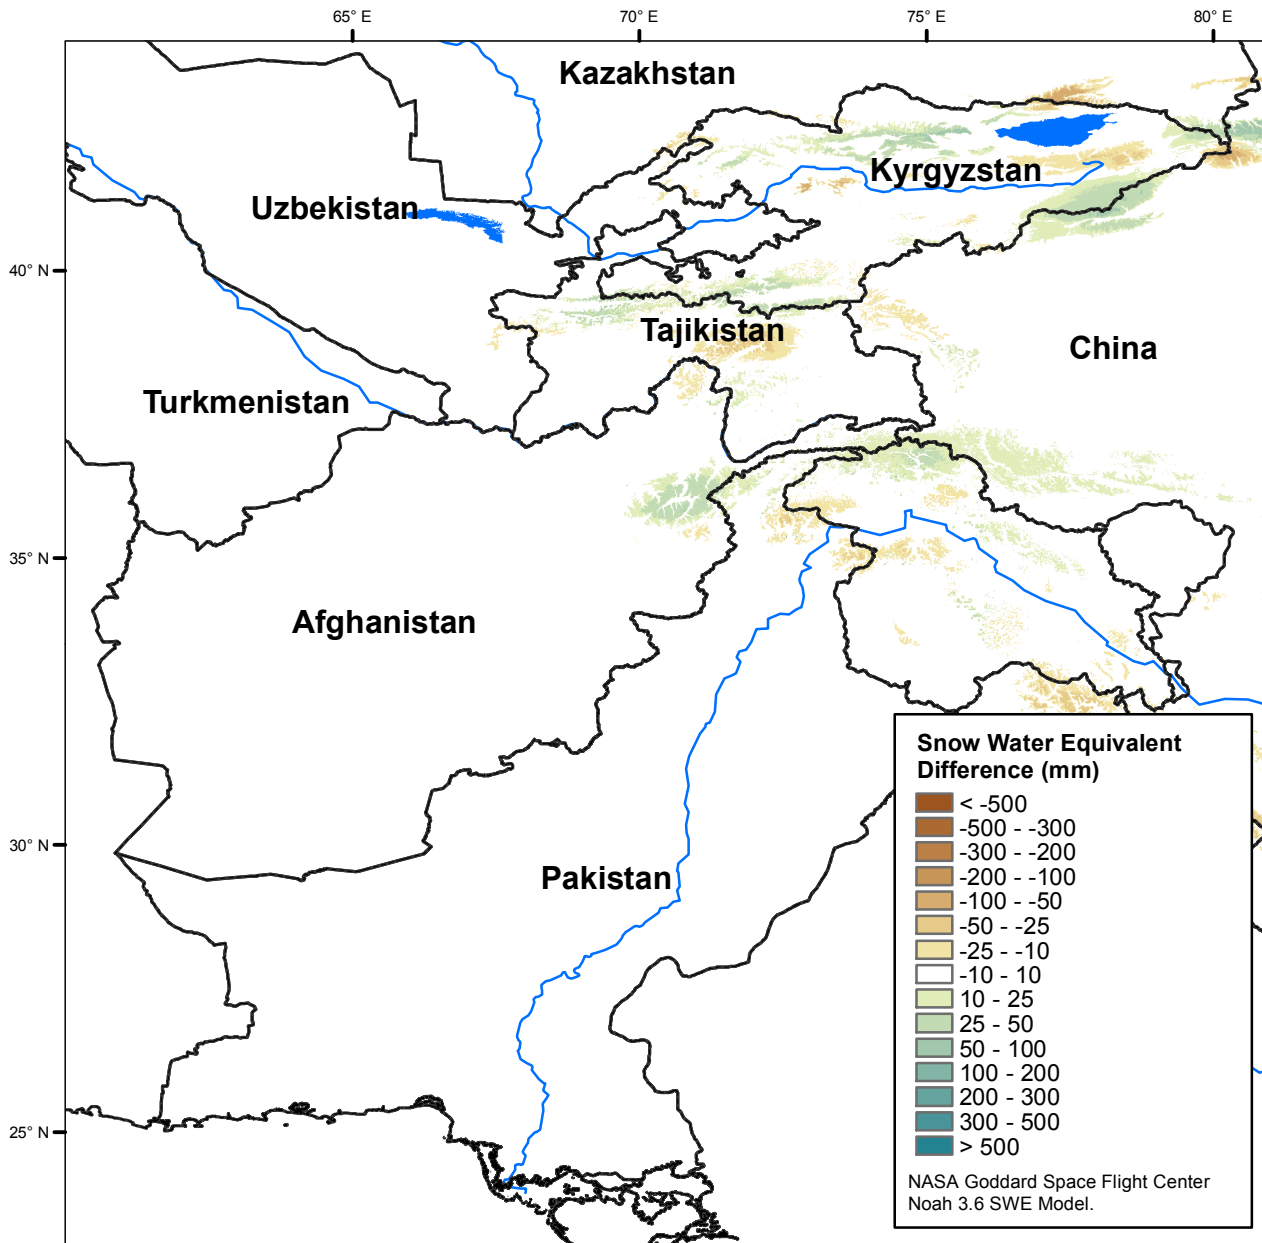 65° E
70° E
75° E
80° E
Kazakhstan
Kyrgyzstan
Uzbekistan
40° N
Tajikistan
China
Turkmenistan
35° N
Afghanistan
Snow Water Equivalent
Difference (mm)
< -500
-500 - -300
-300 - -200
-200 - -100
-100 - -50
-50 - -25
-25 - -10
-10 - 10
10 - 25
25 - 50
50 - 100
100 - 200
200 - 300
300 - 500
> 500
NASA Goddard Space Flight Center
Noah 3.6 SWE Model.
30° N
Pakistan
25° N